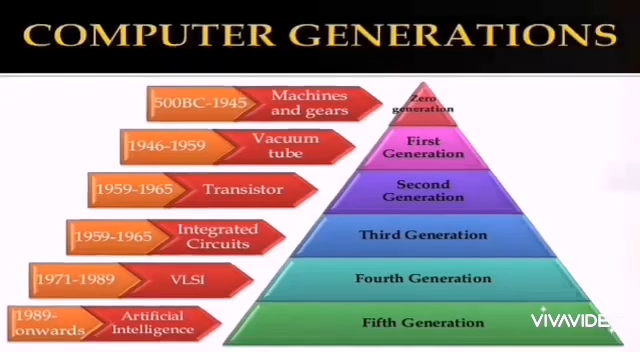 COMPUTER GENERATIONS
500BC-1945 Machines and gears Zero generation
1946-1959 Vacuum tube First Generation
1959-1965 Transistor Second Generation
1959-1965 Integrated Circuits Third Generation
1971-1989 VLSI Fourth Generation
1989-onwards Artificial Intelligence Fifth Generation
VIVAVIDE